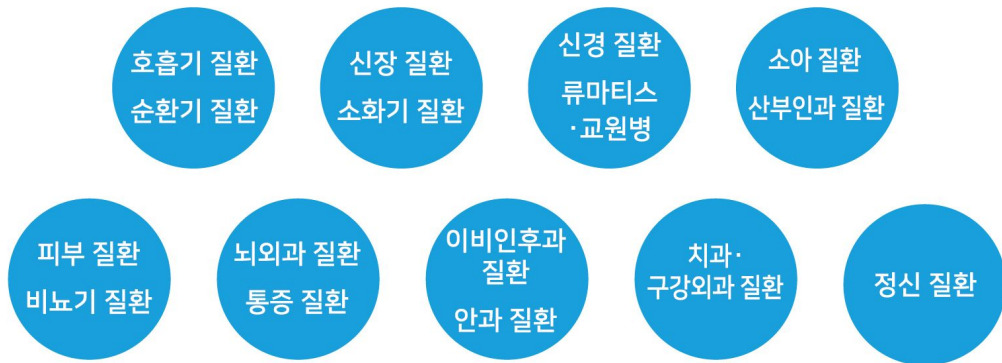 호흡기 질환
순환기 질환
신장 질환
소화기 질환
신경 질환
류마티스
·교원병
소아 질환
산부인과 질환
피부 질환
비뇨기 질환
뇌외과 질환
통증 질환
이비인후과
질환
안과 질환
치과·
구강외과 질환
정신 질환